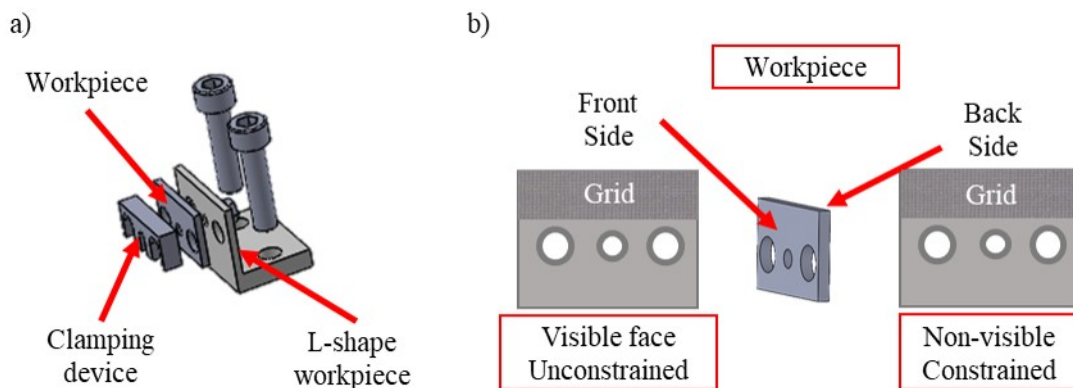 a)
Workpiece
Clamping
device
L-shape
workpiece
b)
Workpiece
Front
Side
Back
Side
Grid
Grid
Visible face
Unconstrained
Non-visible
Constrained